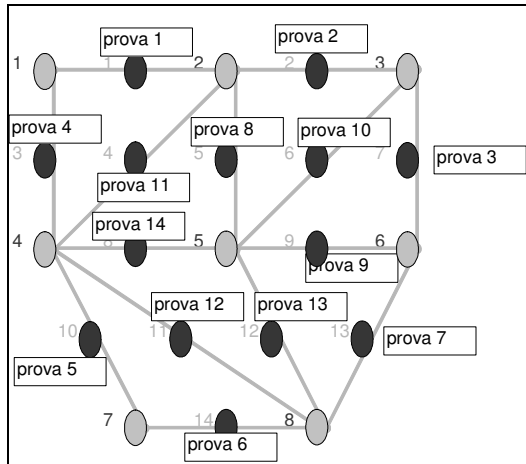 prova 1
prova 2
1 1 2 2 3
prova 4
prova 8
prova 10
3 4 5 6 7
prova 3
prova 11
prova 14
4 8 5 9 6
prova 9
prova 12
prova 13
10 11 12 13
prova 7
prova 5
7 14 8
prova 6